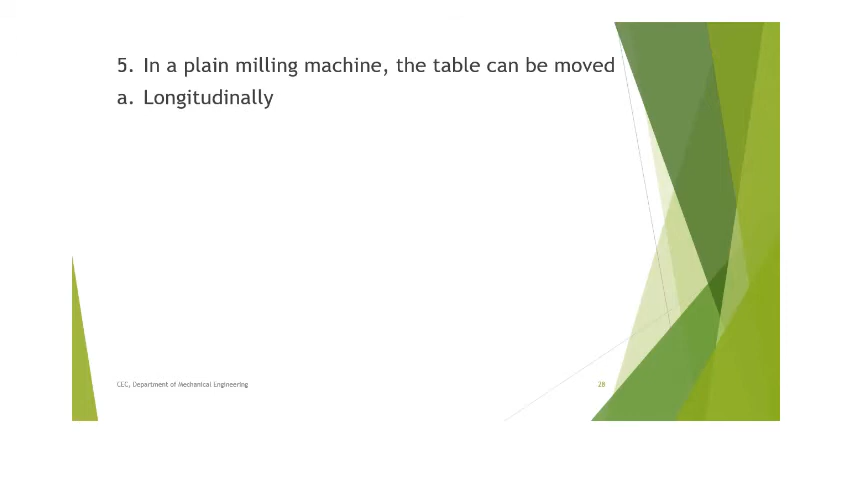 5. In a plain milling machine, the table can be moved
a. Longitudinally
CEC, Department of Mechanical Engineering
28